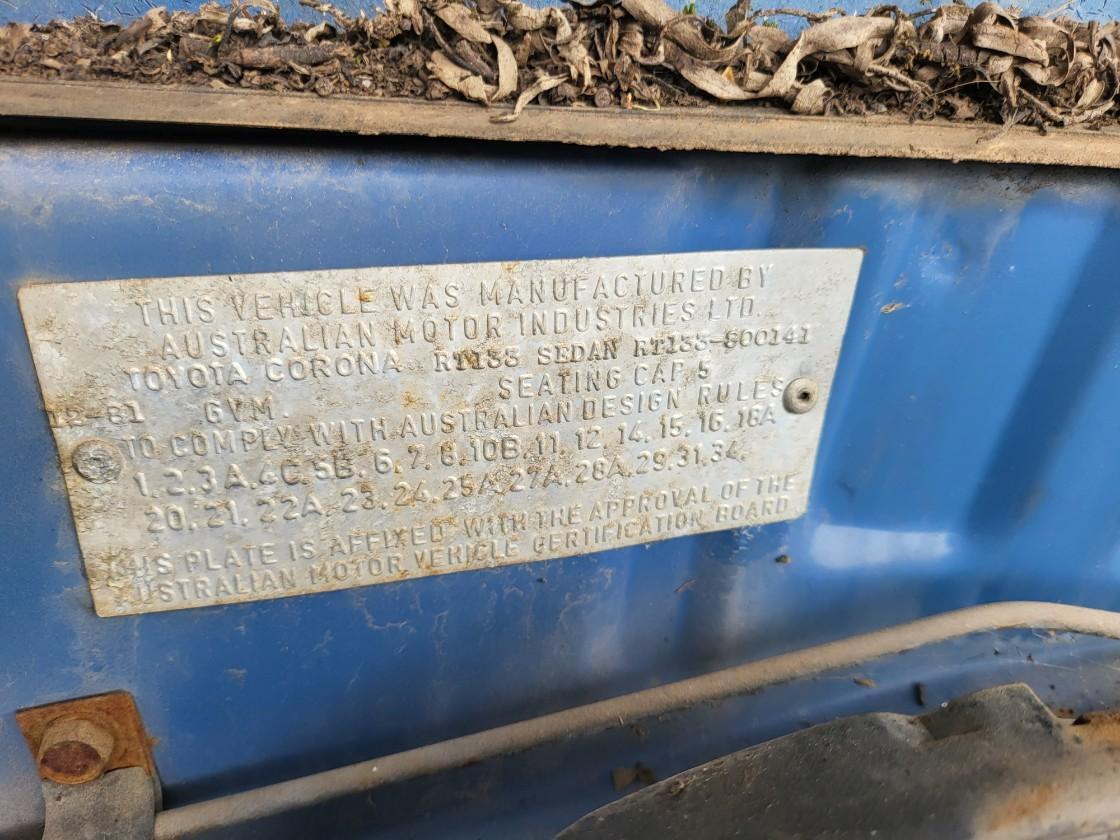 THIS VEHICLE WAS MANUFACTURED BY
AUSTRALIAN MOTOR INDUSTRIES LTD.
TOYOTA CORONA RT133 SEDAN RT133-800141
12-81 GVM. SEATING CAP 5
TO COMPLY WITH AUSTRALIAN DESIGN RULES
1. 2. 3A. 4C. 5B. 6. 7. 8. 10B. 11. 12. 14. 15. 16. 18A
20. 21. 22A. 23. 24. 25A. 27A. 28A. 29. 31. 34.
THIS PLATE IS AFFIXED WITH THE APPROVAL OF THE
AUSTRALIAN MOTOR VEHICLE CERTIFICATION BOARD